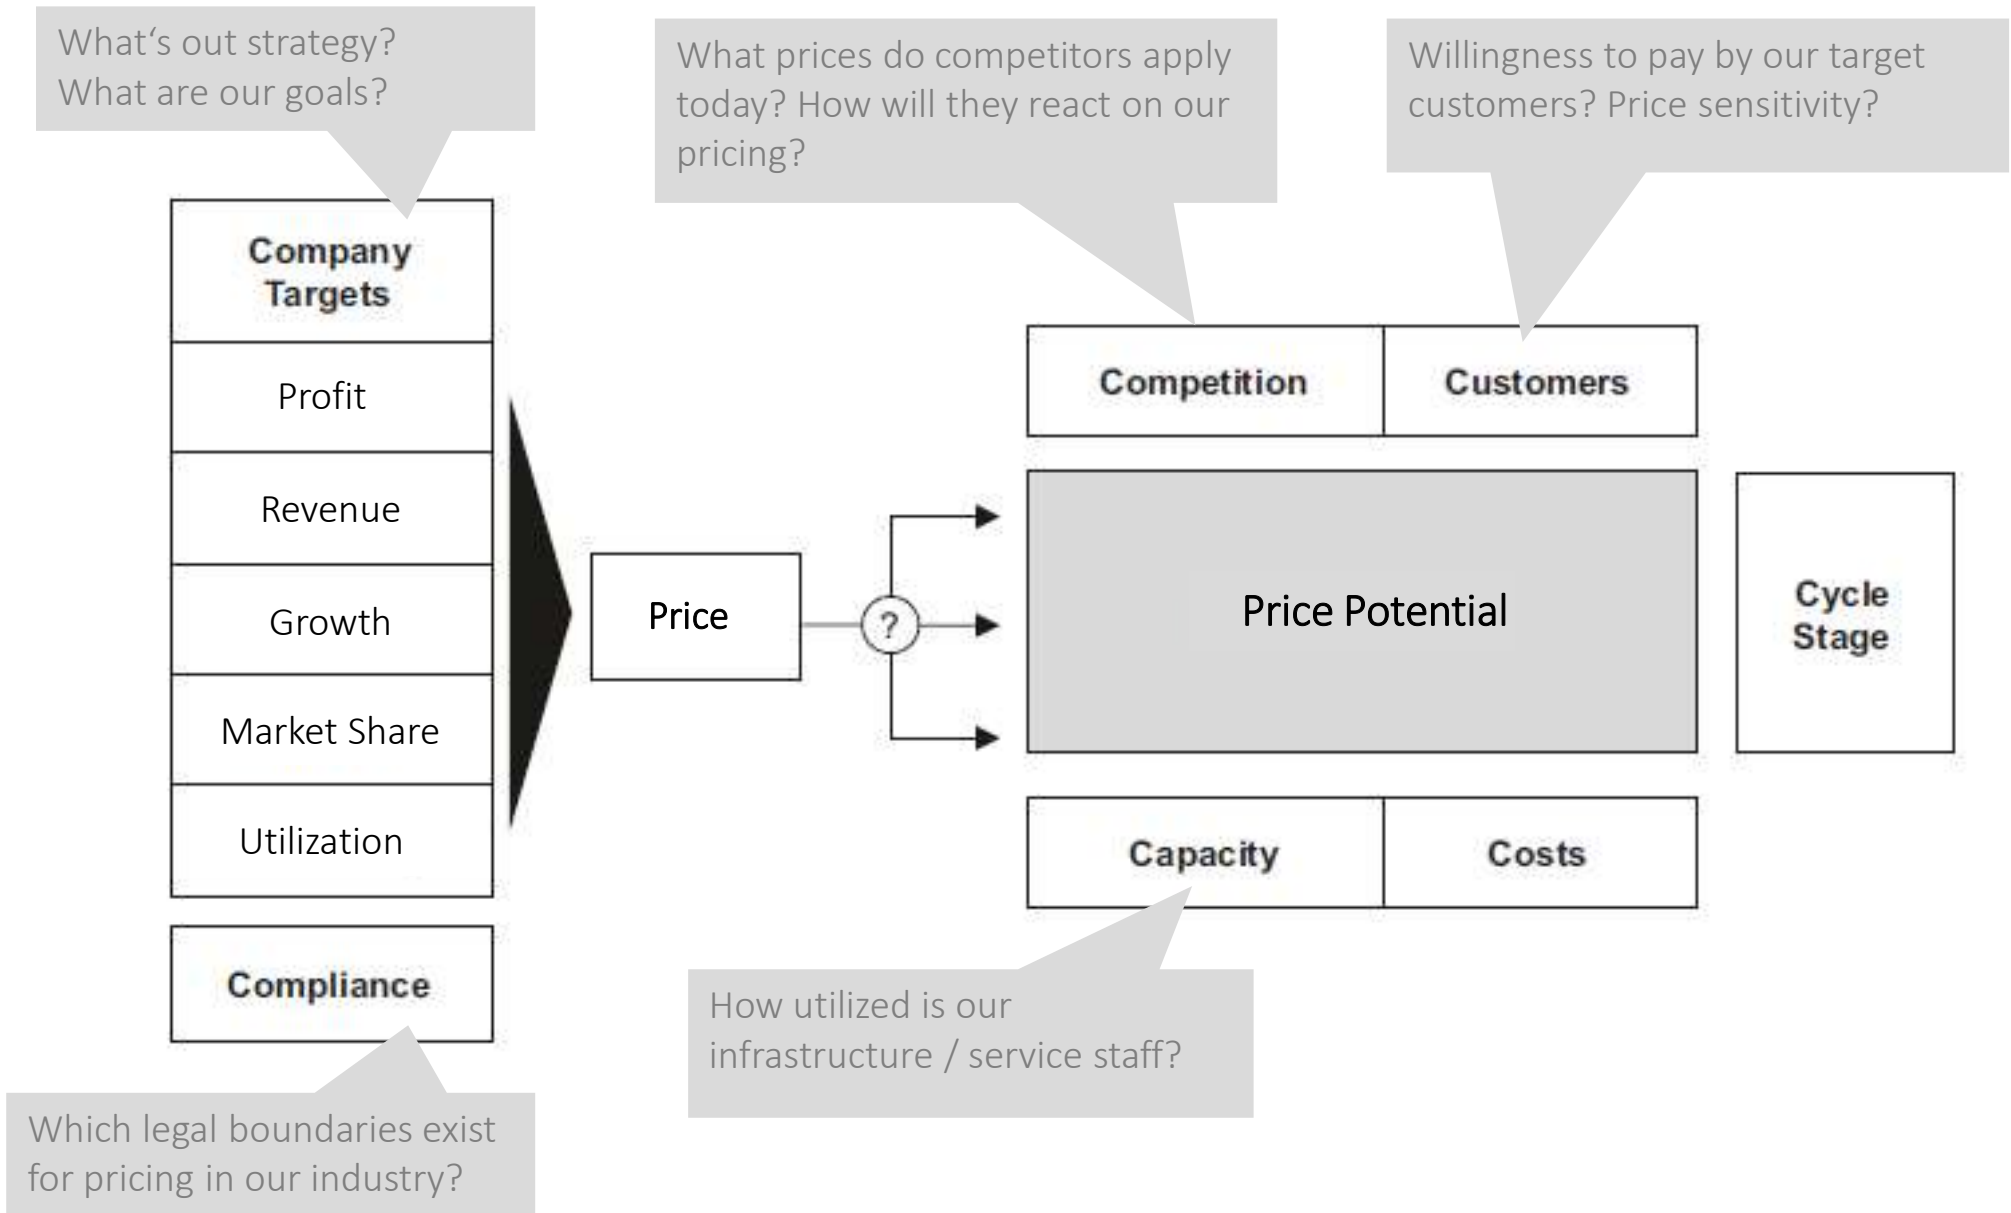 What‘s out strategy?
What are our goals?
What prices do competitors apply
today? How will they react on our
pricing?
Willingness to pay by our target
customers? Price sensitivity?
Company
Targets
Profit
Revenue
Growth
Market Share
Utilization
Compliance
Price
?
Competition
Customers
Price Potential
Cycle
Stage
Capacity
Costs
How utilized is our
infrastructure / service staff?
Which legal boundaries exist
for pricing in our industry?